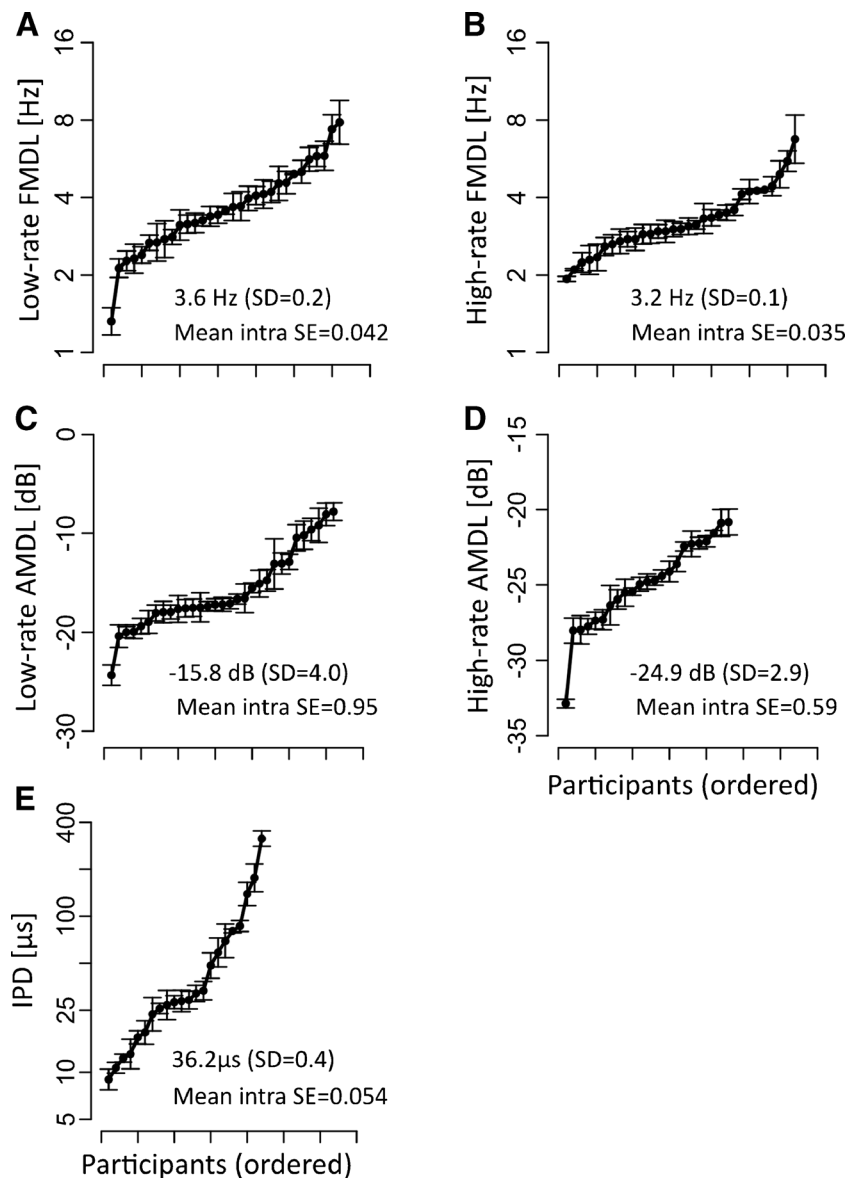 A
Low-rate FMDL [Hz]
16
8
4
2
1
3.6 Hz (SD=0.2)
Mean intra SE=0.042
B
High-rate FMDL [Hz]
16
8
4
2
1
3.2 Hz (SD=0.1)
Mean intra SE=0.035
C
Low-rate AMDL [dB]
0
-10
-20
-30
-15.8 dB (SD=4.0)
Mean intra SE=0.95
D
High-rate AMDL [dB]
-15
-20
-25
-30
-35
-24.9 dB (SD=2.9)
Mean intra SE=0.59
Participants (ordered)
E
IPD [µs]
400
100
25
10
5
36.2µs (SD=0.4)
Mean intra SE=0.054
Participants (ordered)